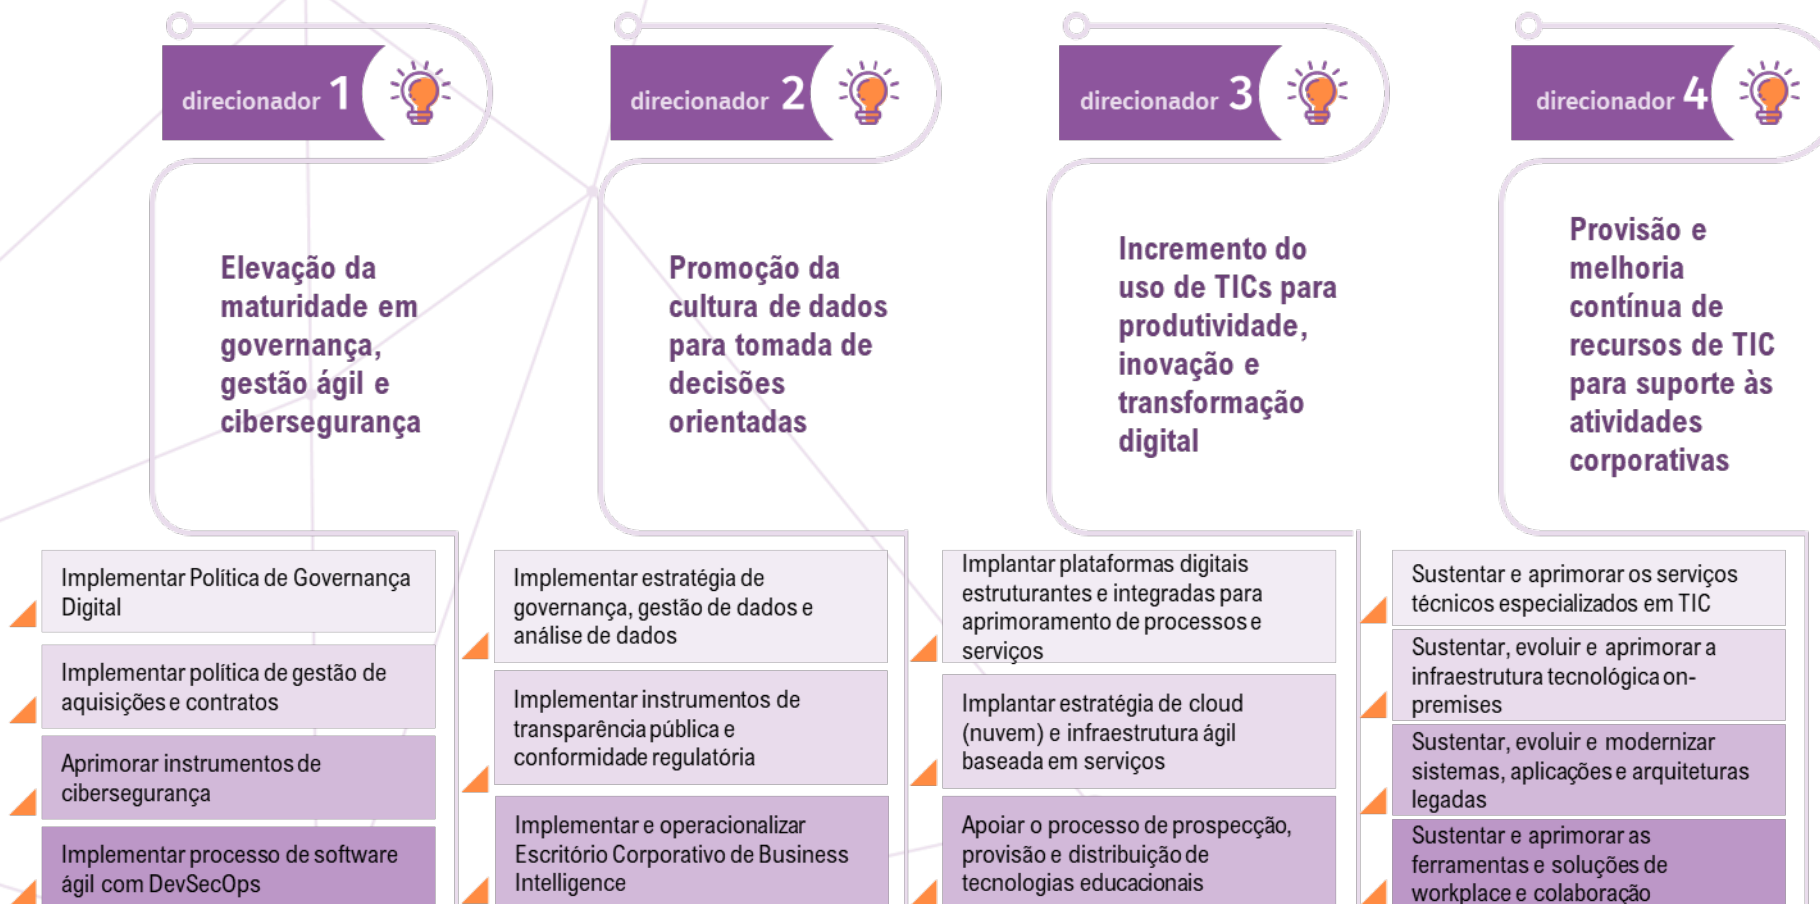 direcionador 1
Elevação da
maturidade em
governança,
gestão ágil e
cibersegurança
Implementar Política de Governança
Digital
Implementar política de gestão de
aquisições e contratos
Aprimorar instrumentos de
cibersegurança
Implementar processo de software
ágil com DevSecOps
direcionador 2
Promoção da
cultura de dados
para tomada de
decisões
orientadas
Implementar estratégia de
governança, gestão de dados e
análise de dados
Implementar instrumentos de
transparência pública e
conformidade regulatória
Implementar e operacionalizar
Escritório Corporativo de Business
Intelligence
direcionador 3
Incremento do
uso de TICs para
produtividade,
inovação e
transformação
digital
Implantar plataformas digitais
estruturantes e integradas para
aprimoramento de processos e
serviços
Implantar estratégia de cloud
(nuvem) e infraestrutura ágil
baseada em serviços
Apoiar o processo de prospecção,
provisão e distribuição de
tecnologias educacionais
direcionador 4
Provisão e
melhoria
contínua de
recursos de TIC
para suporte às
atividades
corporativas
Sustentar e aprimorar os serviços
técnicos especializados em TIC
Sustentar, evoluir e aprimorar a
infraestrutura tecnológica on-
premises
Sustentar, evoluir e modernizar
sistemas, aplicações e arquiteturas
legadas
Sustentar e aprimorar as
ferramentas e soluções de
workplace e colaboração